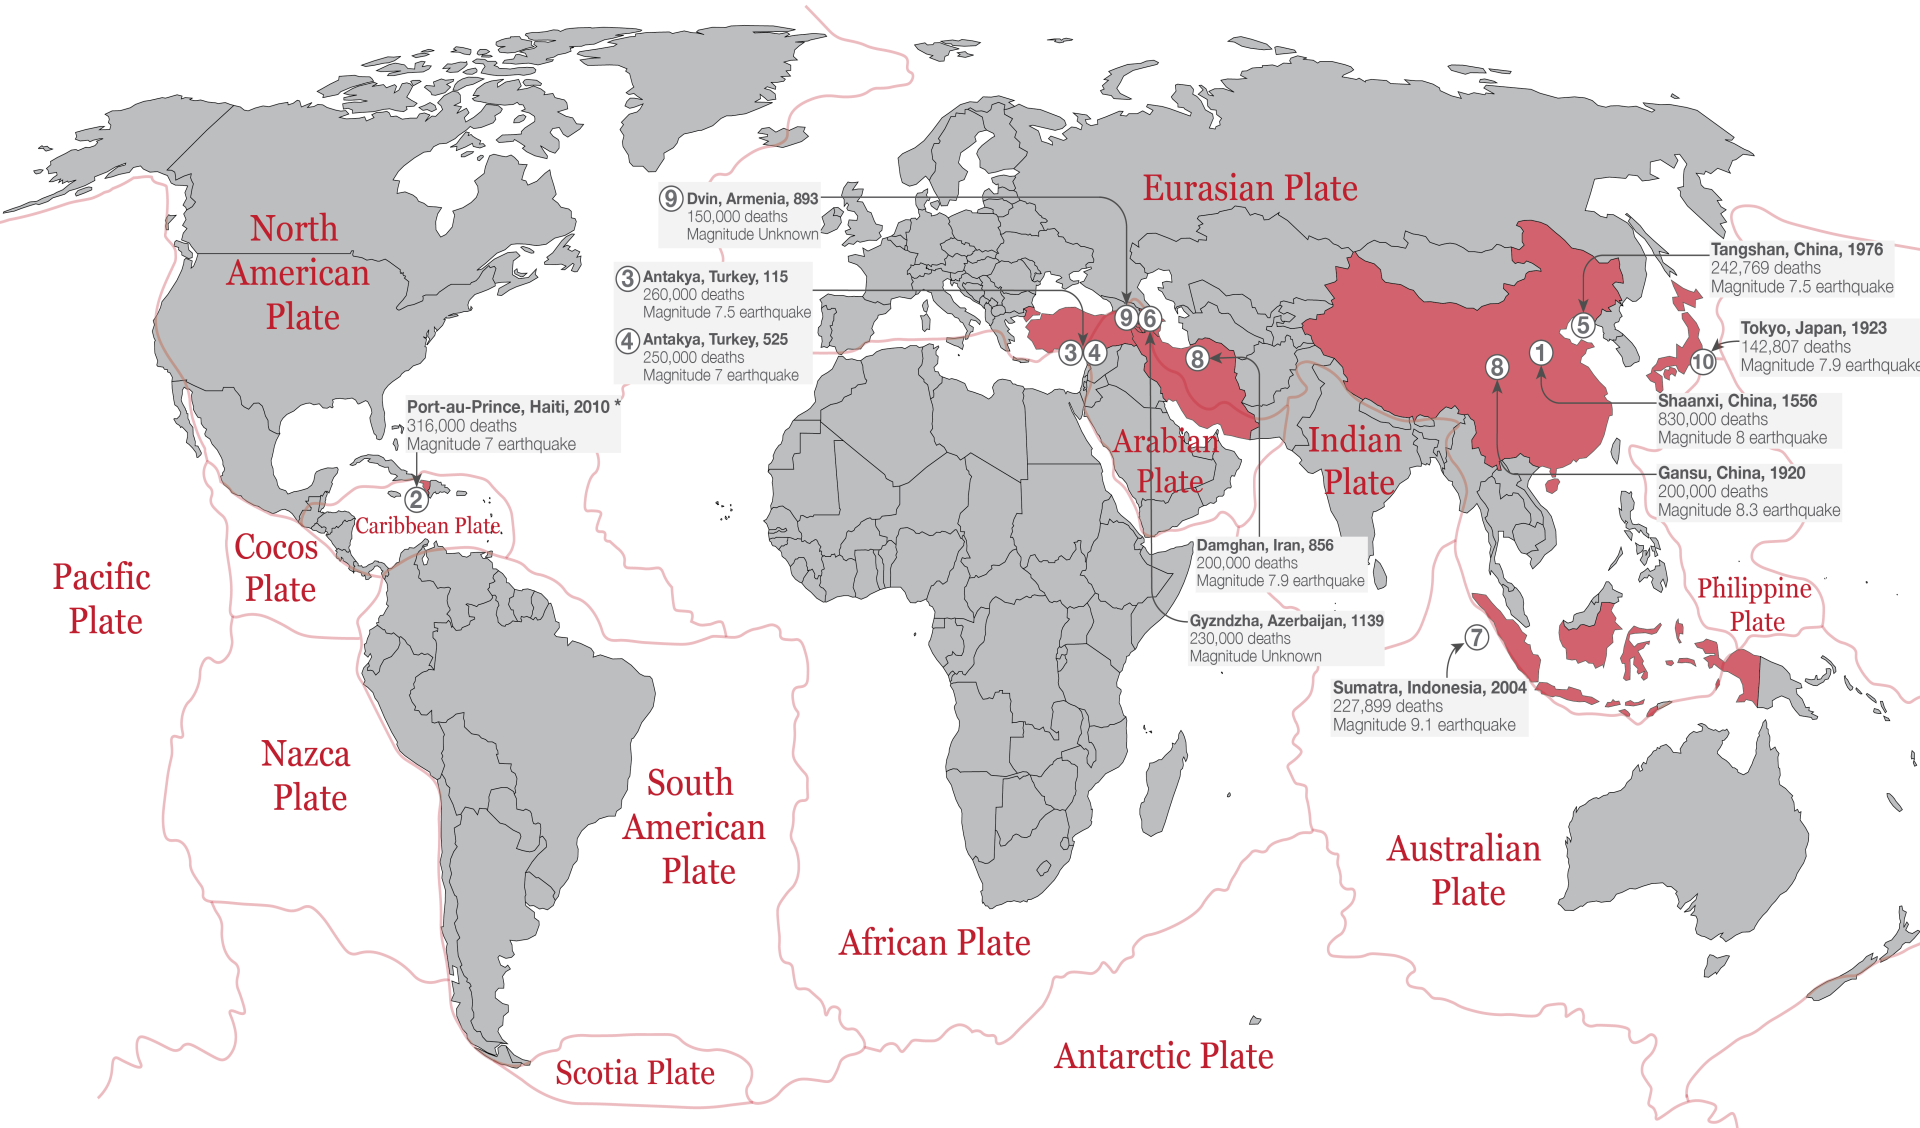 Eurasian Plate
9 Dvin, Armenia, 893
150,000 deaths
Magnitude Unknown
North
American
Plate
3 Antakya, Turkey, 115
260,000 deaths
Magnitude 7.5 earthquake
4 Antakya, Turkey, 525
250,000 deaths
Magnitude 7 earthquake
Tangshan, China, 1976
242,769 deaths
Magnitude 7.5 earthquake
Tokyo, Japan, 1923
142,807 deaths
Magnitude 7.9 earthquake
9
6
5
3
4
8
8
1
10
Port-au-Prince, Haiti, 2010 *
316,000 deaths
Magnitude 7 earthquake
2
Shaanxi, China, 1556
830,000 deaths
Magnitude 8 earthquake
Arabian
Plate
Indian
Plate
Gansu, China, 1920
200,000 deaths
Magnitude 8.3 earthquake
Caribbean Plate
Cocos
Plate
Pacific
Plate
Damghan, Iran, 856
200,000 deaths
Magnitude 7.9 earthquake
Philippine
Plate
Gyzndzha, Azerbaijan, 1139
230,000 deaths
Magnitude Unknown
7
Sumatra, Indonesia, 2004
227,899 deaths
Magnitude 9.1 earthquake
Nazca
Plate
South
American
Plate
Australian
Plate
African Plate
Antarctic Plate
Scotia Plate